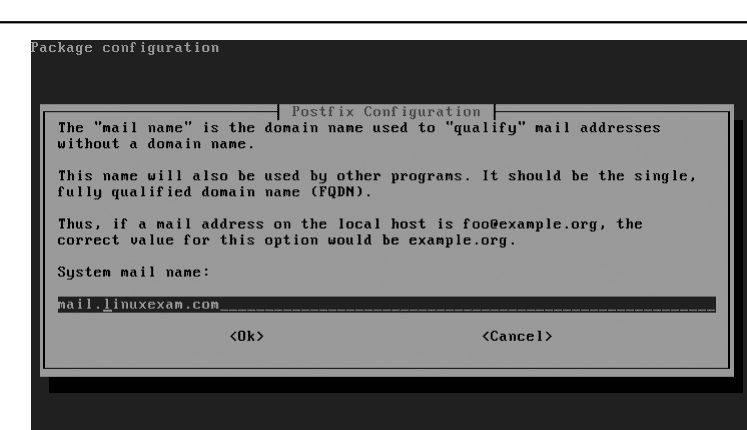 Package configuration
Postfix Configuration
The "mail name" is the domain name used to "qualify" mail addresses
without a domain name.
This name will also be used by other programs. It should be the single,
fully qualified domain name (FQDN).
Thus, if a mail address on the local host is foo@example.org, the
correct value for this option would be example.org.
System mail name:
mail.linuxexam.com
<Ok> <Cancel>